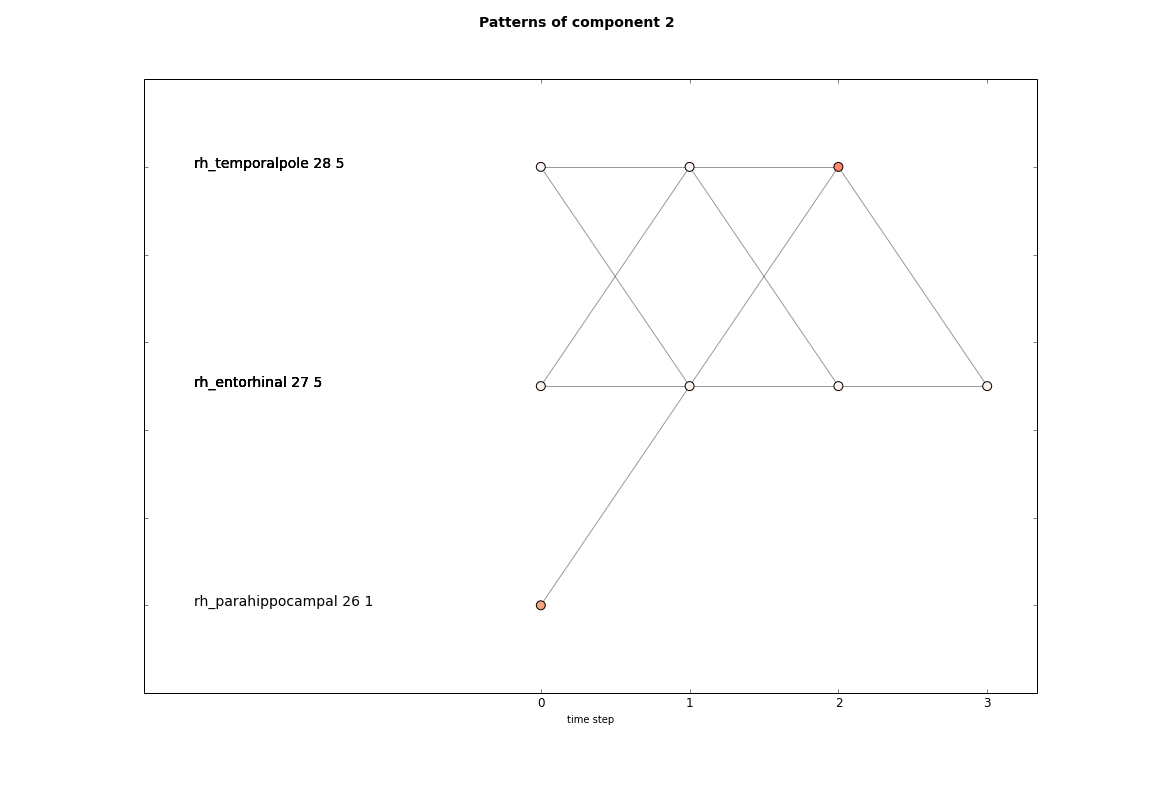 Patterns of component 2
rh_temporalpole 28 5
rh_entorhinal 27 5
rh_parahippocampal 26 1
0 1 2 3
time step